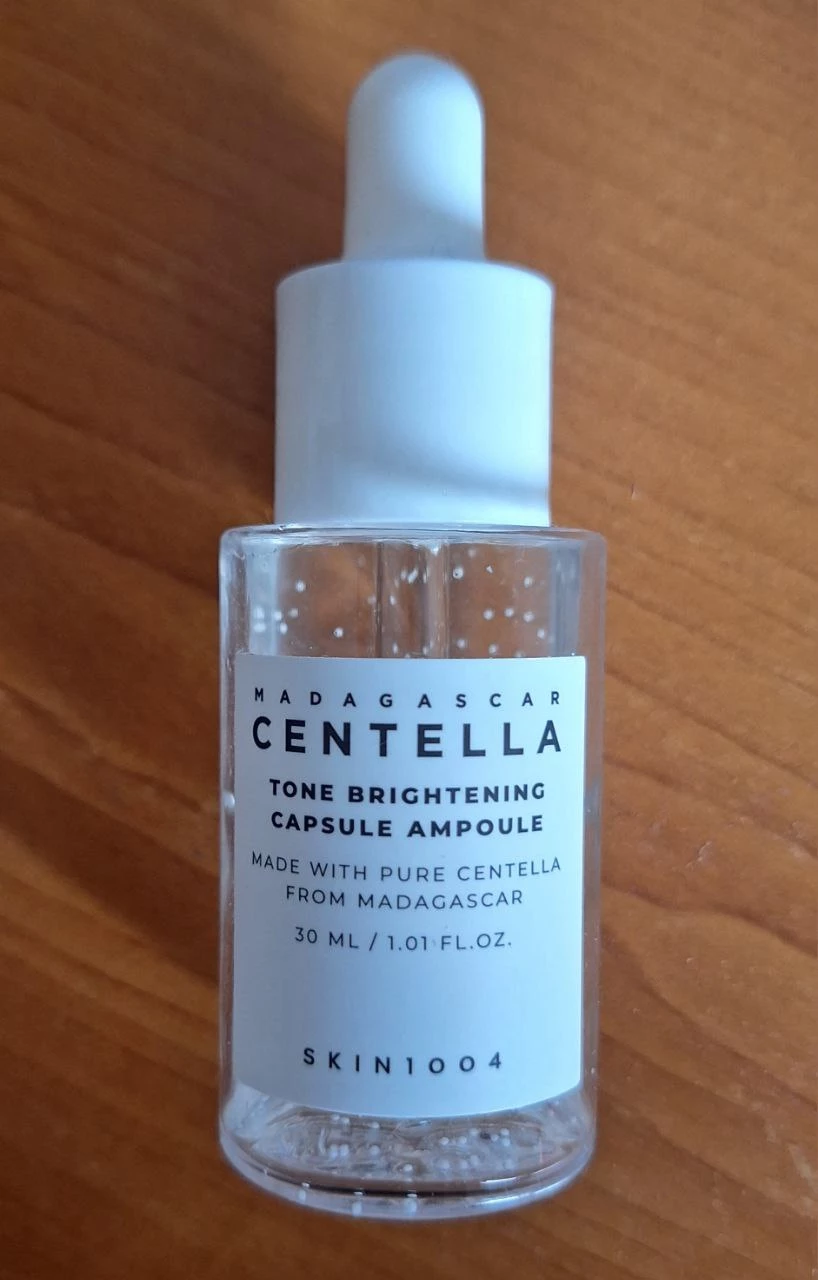 MADAGASCAR
CENTELLA
TONE BRIGHTENING
CAPSULE AMPOULE
MADE WITH PURE CENTELLA
FROM MADAGASCAR
30 ML / 1.01 FL.OZ.
SKIN1004